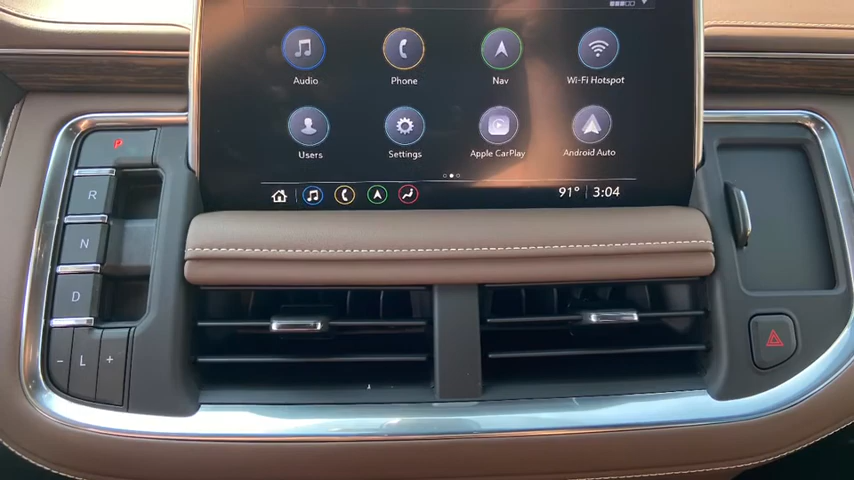 Audio Phone Nav Wi-Fi Hotspot
Users Settings Apple CarPlay Android Auto
91° 3:04
P
R
N
D
- L +